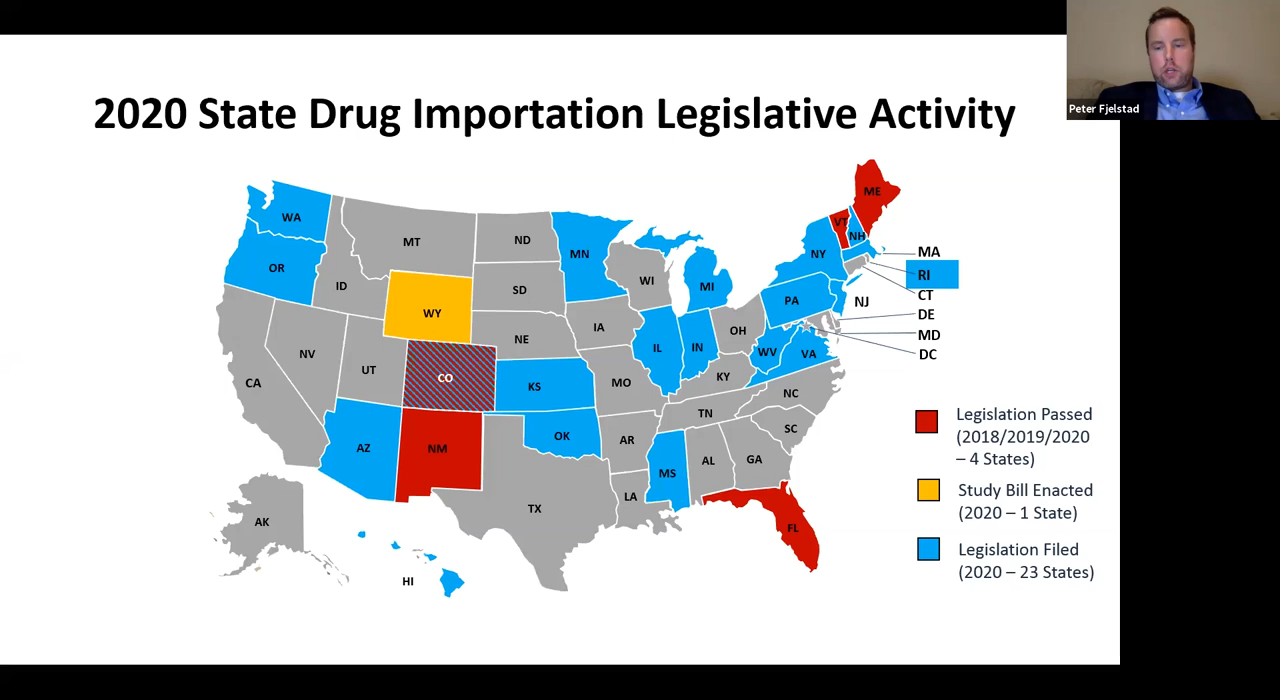 Peter Fjelstad
2020 State Drug Importation Legislative Activity
WA
OR
CA
NV
ID
MT
WY
UT
AZ
CO
NM
ND
SD
NE
KS
OK
TX
MN
IA
MO
AR
LA
WI
IL
IN
MI
OH
KY
TN
MS
AL
GA
FL
SC
NC
VA
WV
PA
NY
VT
NH
ME
MA
RI
CT
NJ
DE
MD
DC
AK
HI
Legislation Passed
(2018/2019/2020
– 4 States)
Study Bill Enacted
(2020 – 1 State)
Legislation Filed
(2020 – 23 States)